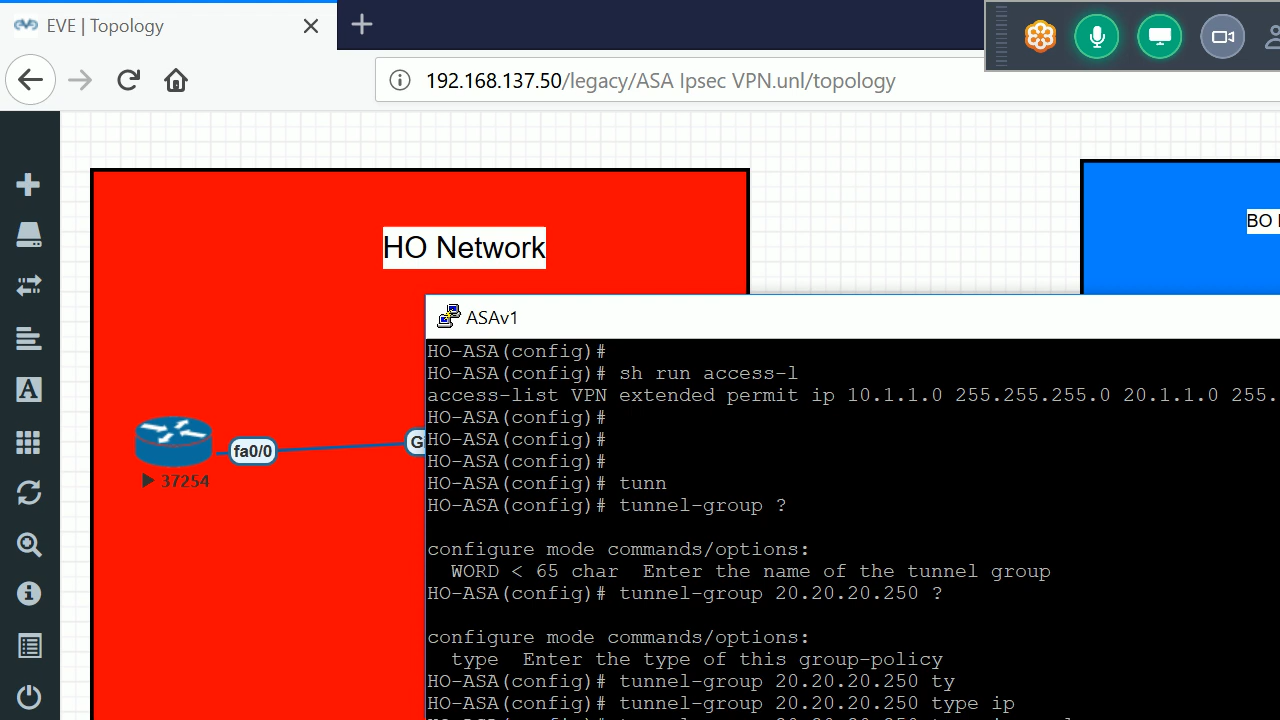 EVE | Topology
192.168.137.50/legacy/ASA Ipsec VPN.unl/topology
HO Network
BO
fa0/0
G
37254
ASAv1
HO-ASA(config)#
HO-ASA(config)# sh run access-l
access-list VPN extended permit ip 10.1.1.0 255.255.255.0 20.1.1.0 255.
HO-ASA(config)#
HO-ASA(config)#
HO-ASA(config)#
HO-ASA(config)# tunn
HO-ASA(config)# tunnel-group ?
configure mode commands/options:
WORD < 65 char  Enter the name of the tunnel group
HO-ASA(config)# tunnel-group 20.20.20.250 ?
configure mode commands/options:
type  Enter the type of this group-policy
HO-ASA(config)# tunnel-group 20.20.20.250 ty
HO-ASA(config)# tunnel-group 20.20.20.250 type ip